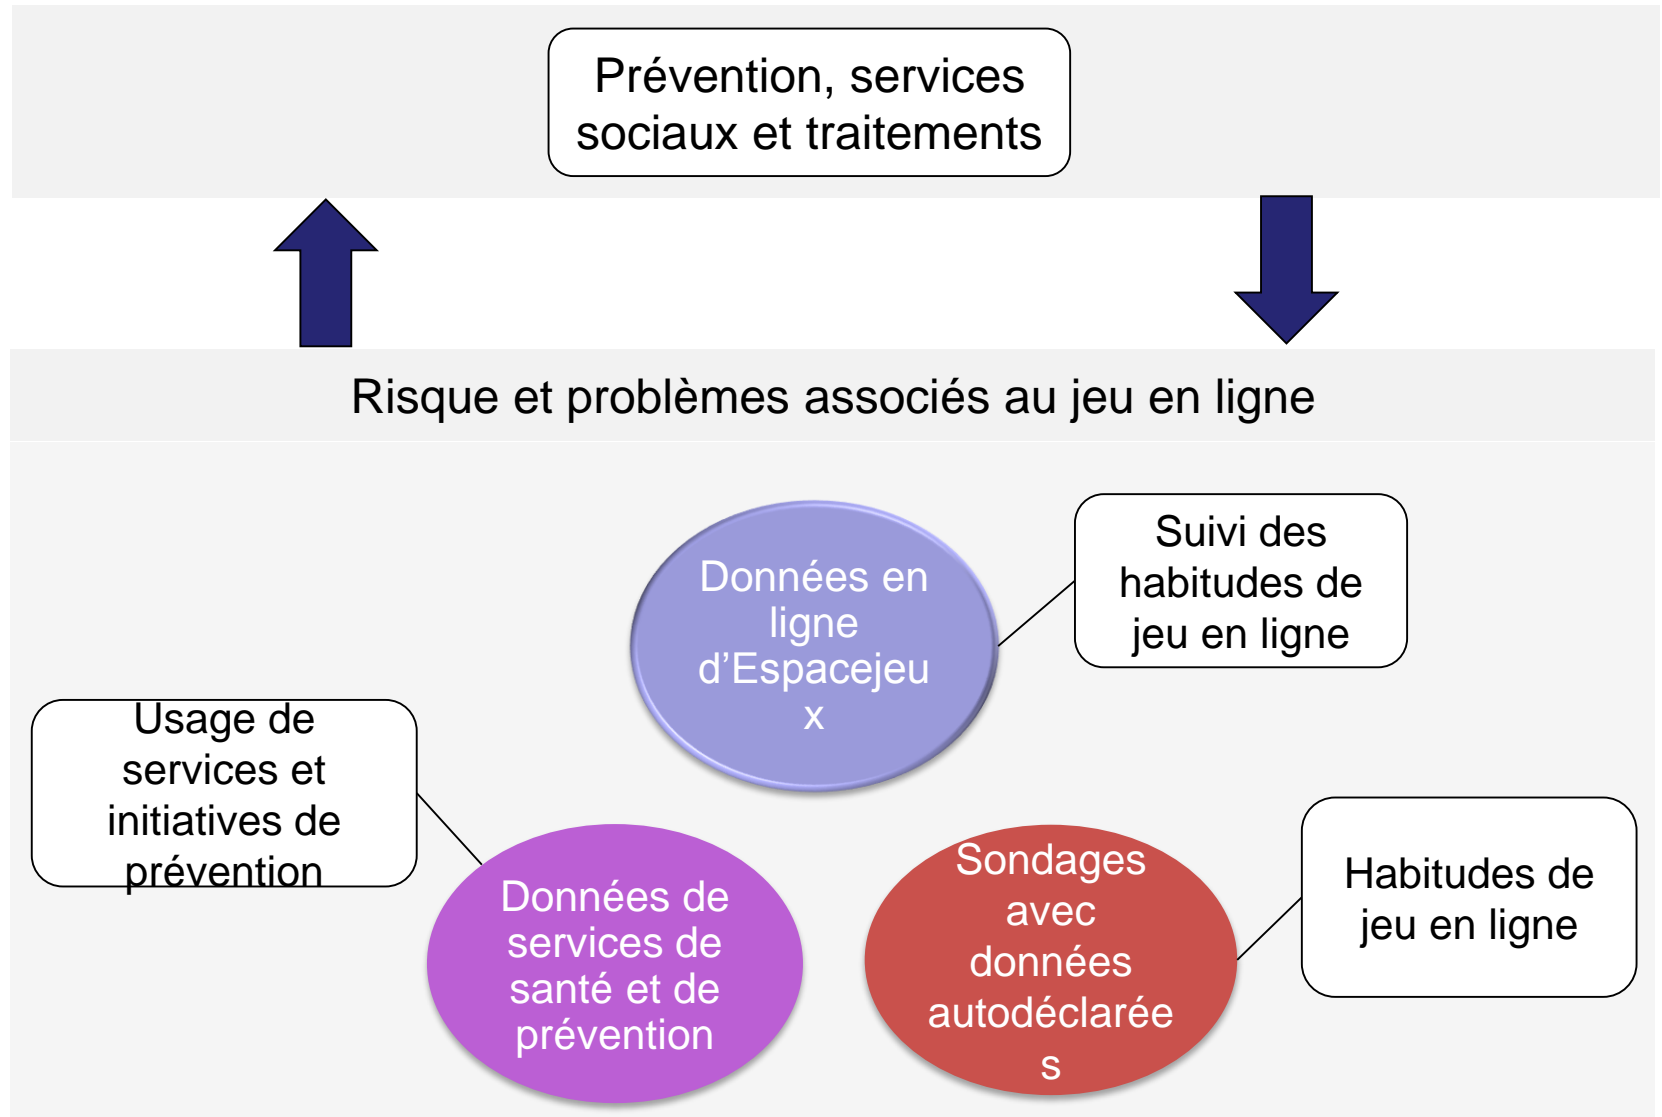 Prévention, services
sociaux et traitements
Risque et problèmes associés au jeu en ligne
Données en
ligne
d’Espacejeu
x
Suivi des
habitudes de
jeu en ligne
Usage de
services et
initiatives de
prévention
Données de
services de
santé et de
prévention
Sondages
avec
données
autodéclarée
s
Habitudes de
jeu en ligne